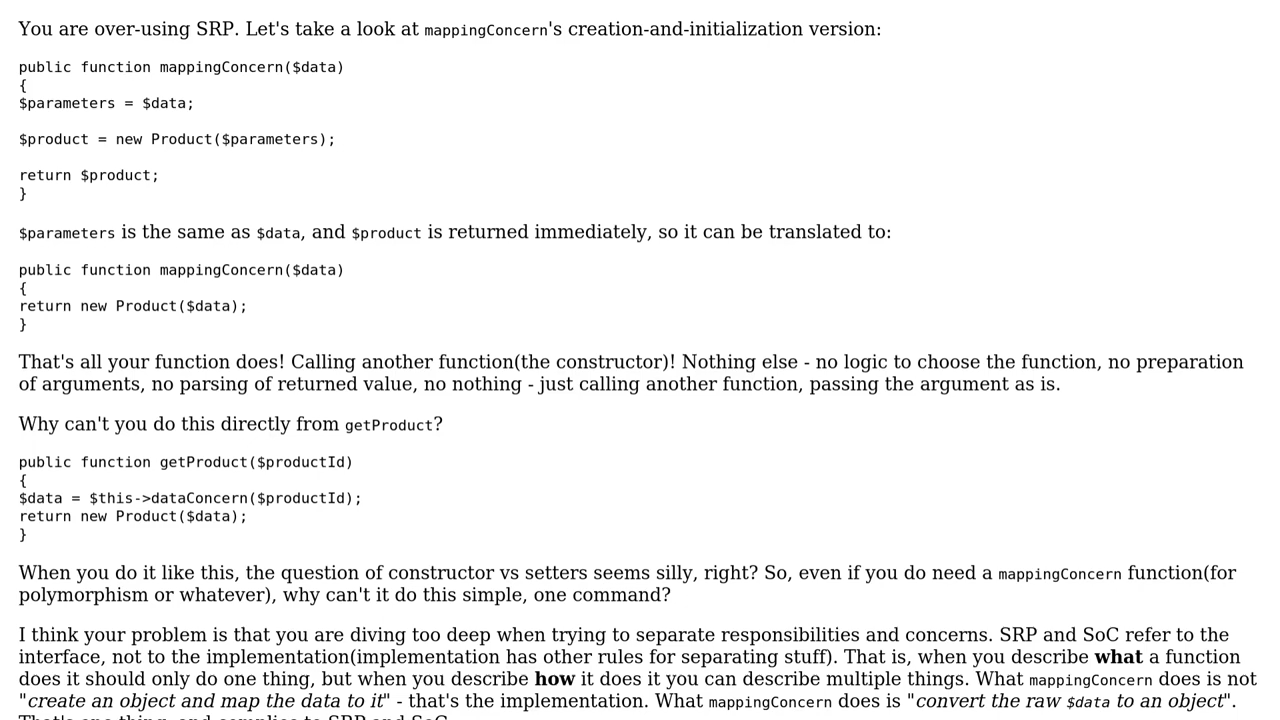 You are over-using SRP. Let's take a look at mappingConcern's creation-and-initialization version:
public function mappingConcern($data)
{
$parameters = $data;
$product = new Product($parameters);
return $product;
}
$parameters is the same as $data, and $product is returned immediately, so it can be translated to:
public function mappingConcern($data)
{
return new Product($data);
}
That's all your function does! Calling another function(the constructor)! Nothing else - no logic to choose the function, no preparation
of arguments, no parsing of returned value, no nothing - just calling another function, passing the argument as is.
Why can't you do this directly from getProduct?
public function getProduct($productId)
{
$data = $this->dataConcern($productId);
return new Product($data);
}
When you do it like this, the question of constructor vs setters seems silly, right? So, even if you do need a mappingConcern function(for
polymorphism or whatever), why can't it do this simple, one command?
I think your problem is that you are diving too deep when trying to separate responsibilities and concerns. SRP and SoC refer to the
interface, not to the implementation(implementation has other rules for separating stuff). That is, when you describe what a function
does it should only do one thing, but when you describe how it does it you can describe multiple things. What mappingConcern does is not
"create an object and map the data to it" - that's the implementation. What mappingConcern does is "convert the raw $data to an object".
That's one thing, and complies to SRP and SoC.